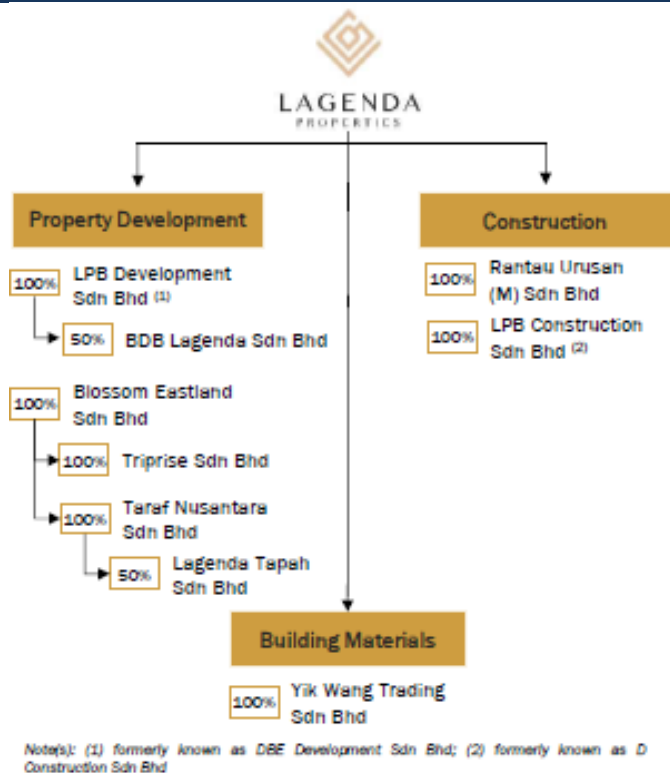 LAGENDA
PROPERTIES
Property Development
100% LPB Development
Sdn Bhd (1)
50% BDB Lagenda Sdn Bhd
100% Blossom Eastland
Sdn Bhd
100% Triprise Sdn Bhd
100% Taraf Nusantara
Sdn Bhd
50% Lagenda Tapah
Sdn Bhd
Construction
100% Rantau Urusan
(M) Sdn Bhd
100% LPB Construction
Sdn Bhd (2)
Building Materials
100% Yik Wang Trading
Sdn Bhd
Note(s): (1) formerly known as DBE Development Sdn Bhd; (2) formerly known as D
Construction Sdn Bhd